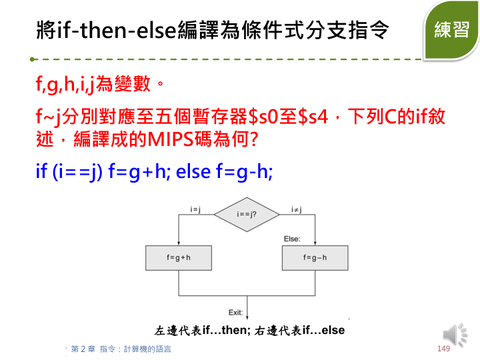 將if-then-else編譯為條件式分支指令
練習
f,g,h,i,j為變數。
f~j分別對應至五個暫存器$s0至$s4，下列C的if敘
述，編譯成的MIPS碼為何?
if (i==j) f=g+h; else f=g-h;
i=j
i==j?
i≠j
Else:
f=g+h
f=g–h
Exit:
左邊代表if…then; 右邊代表if…else
第 2 章 指令：計算機的語言
149